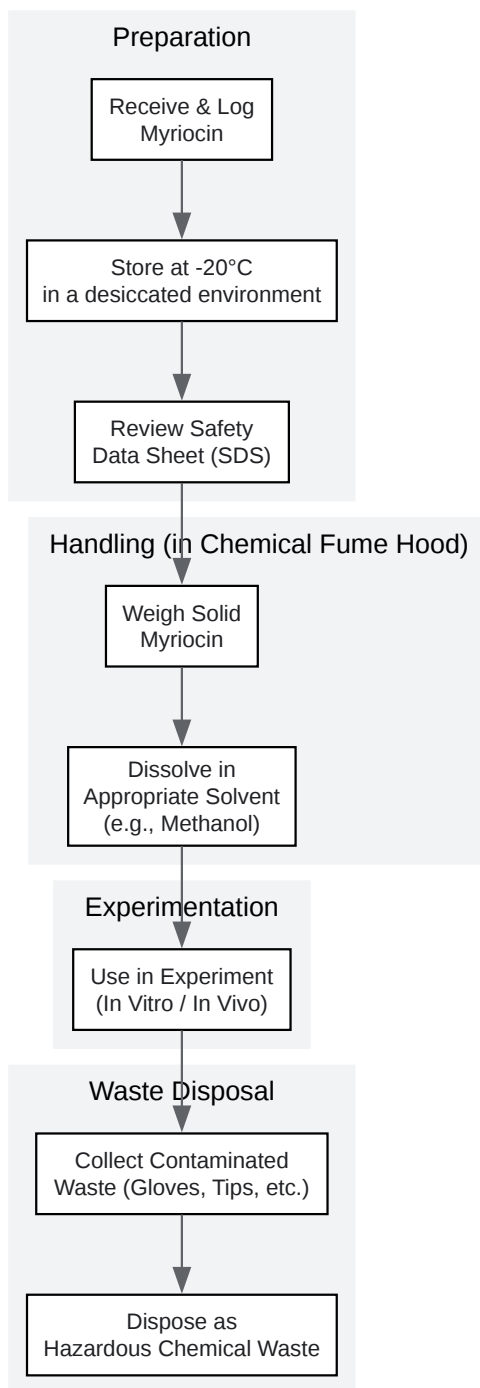 Preparation
Receive & Log
Myriocin
Store at -20°C
in a desiccated environment
Review Safety
Data Sheet (SDS)
Handling (in Chemical Fume Hood)
Weigh Solid
Myriocin
Dissolve in
Appropriate Solvent
(e.g., Methanol)
Experimentation
Use in Experiment
(In Vitro / In Vivo)
Waste Disposal
Collect Contaminated
Waste (Gloves, Tips, etc.)
Dispose as
Hazardous Chemical Waste